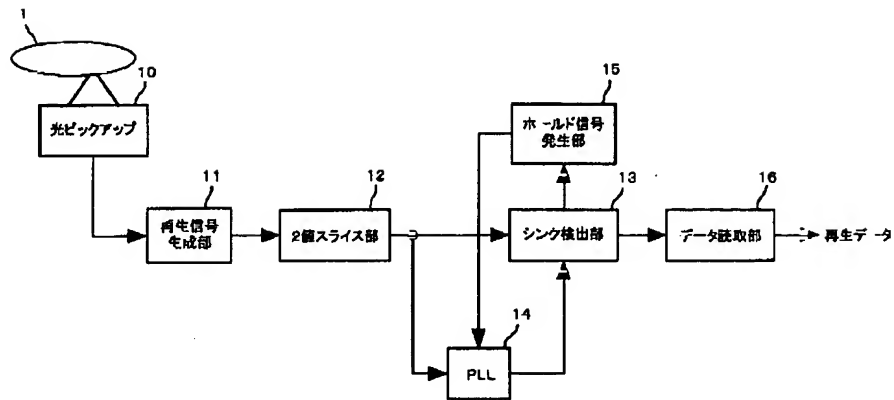 1
10
光ピックアップ
15
ホールド信号
発生部
11
再生信号
生成部
12
2値スライス部
13
シンク検出部
16
データ読取部
再生データ
14
PLL